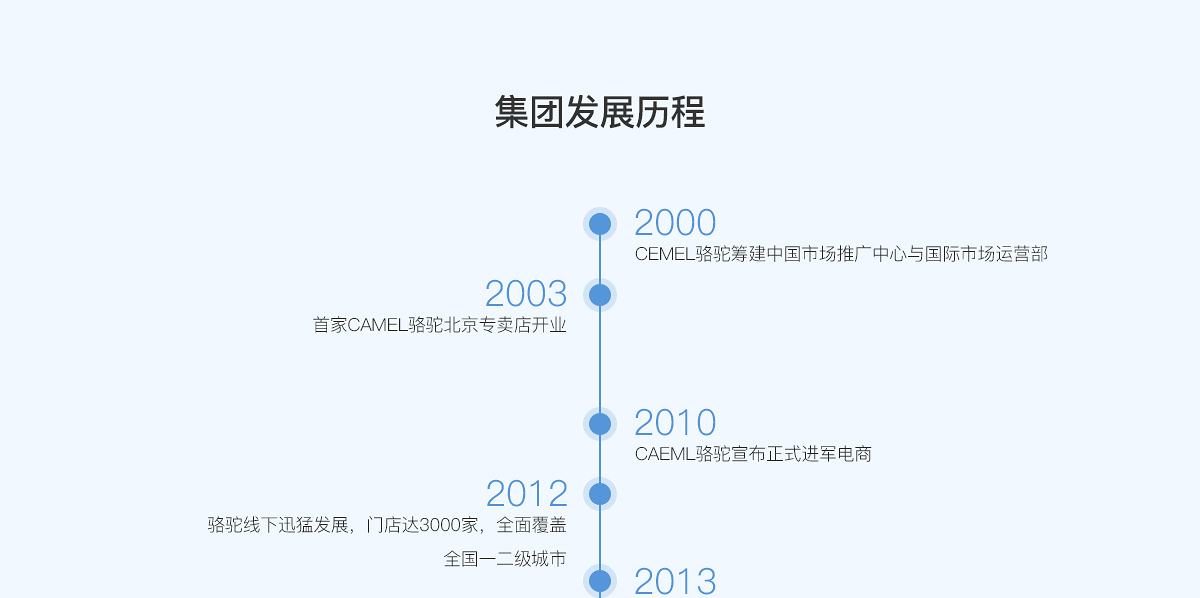 集团发展历程
2000
CEMEL骆驼筹建中国市场推广中心与国际市场运营部
2003
首家CAMEL骆驼北京专卖店开业
2010
CAEML骆驼宣布正式进军电商
2012
骆驼线下迅猛发展，门店达3000家，全面覆盖
全国一二级城市
2013